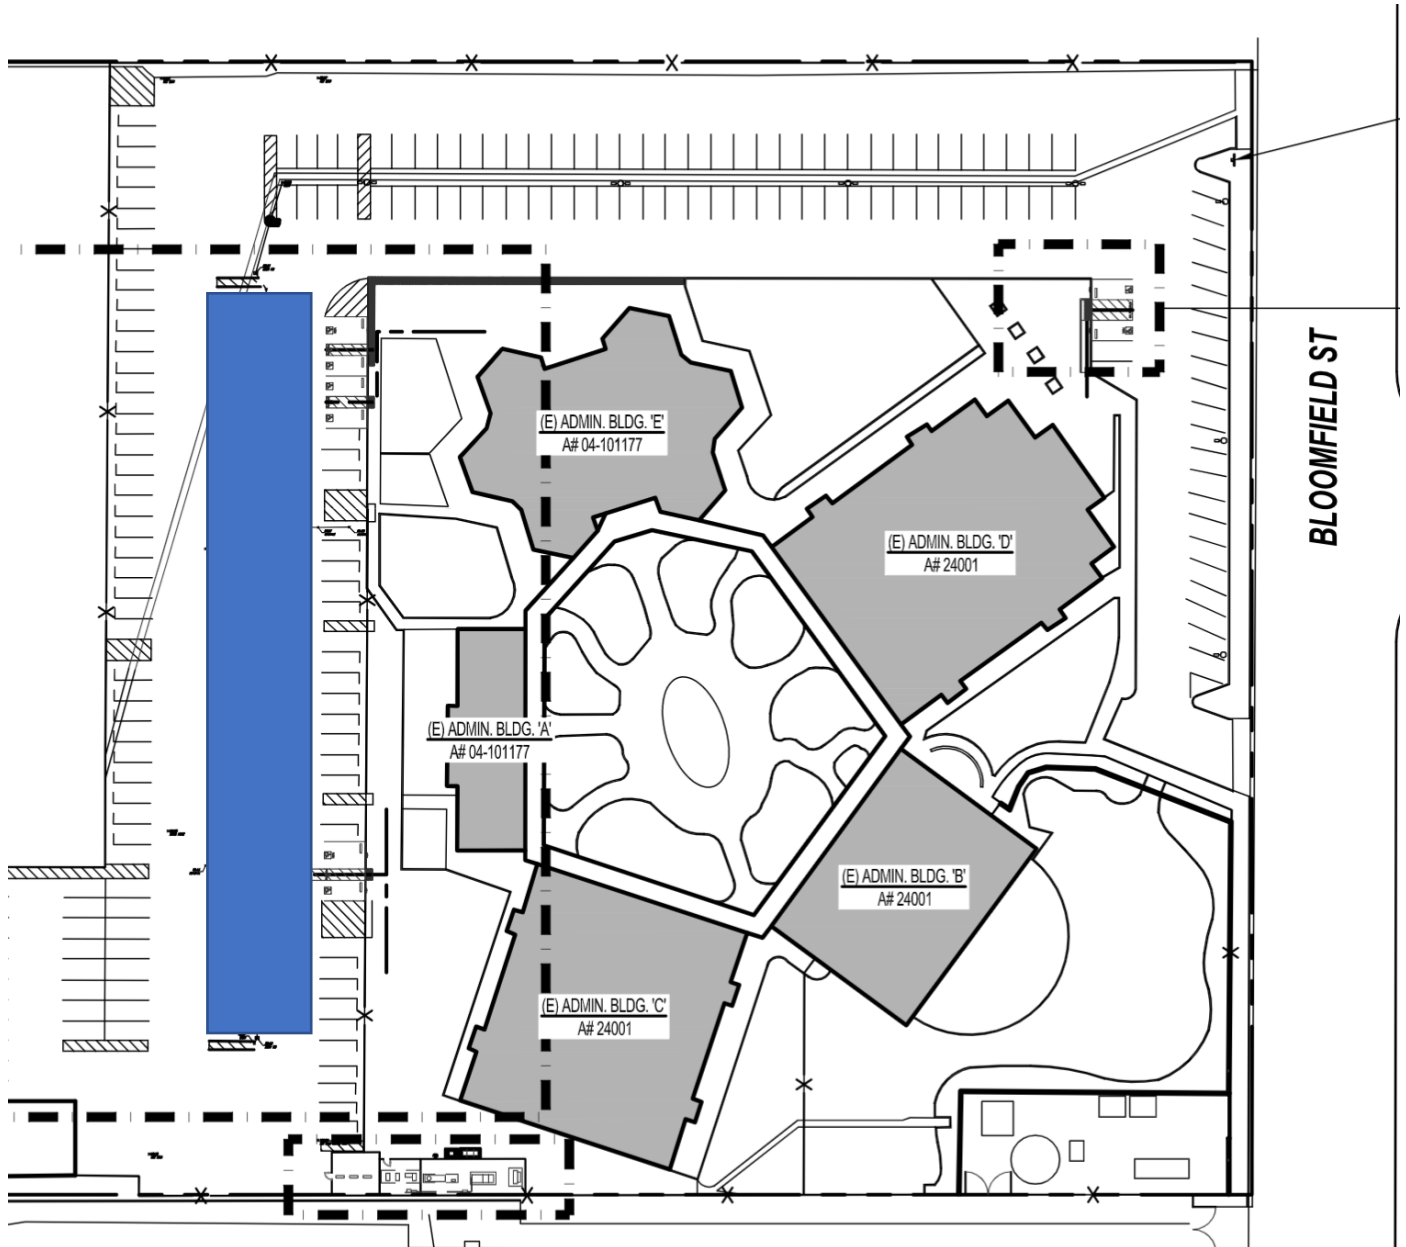 (E) ADMIN. BLDG. 'E'
A# 04-101177
BLOOMFIELD ST
(E) ADMIN. BLDG. 'D'
A# 24001
(E) ADMIN. BLDG. 'A'
A# 04-101177
(E) ADMIN. BLDG. 'B'
A# 24001
(E) ADMIN. BLDG. 'C'
A# 24001